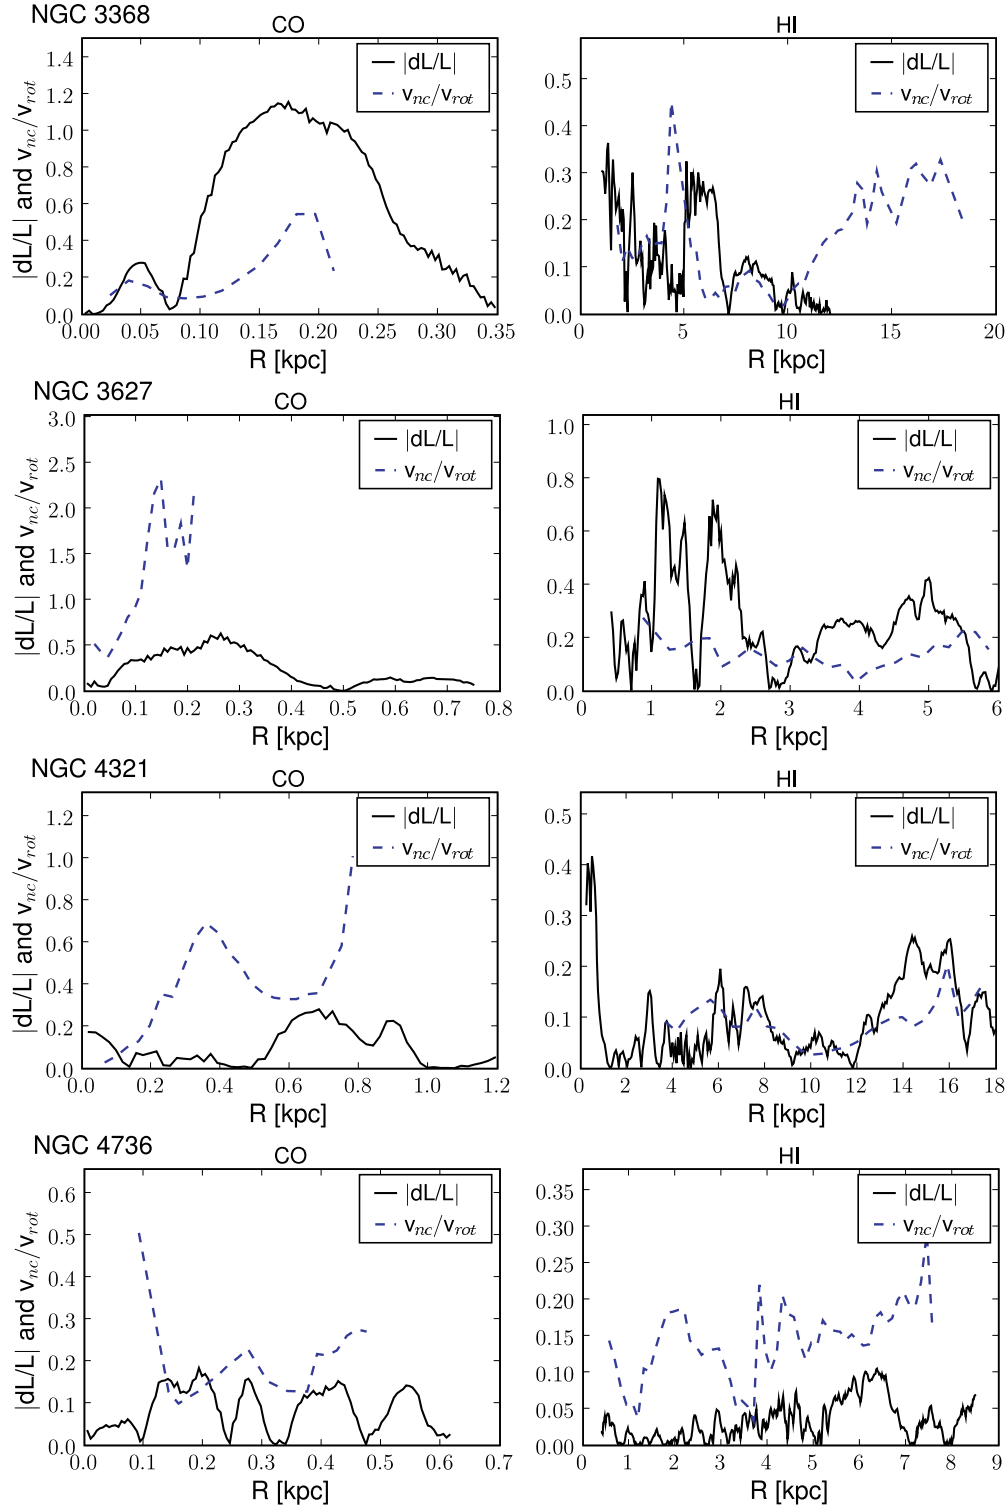 NGC 3368
CO
HI
|dL/L| and v_nc/v_rot
1.4
1.2
1.0
0.8
0.6
0.4
0.2
0.0
|dL/L|
v_nc/v_rot
0.00 0.05 0.10 0.15 0.20 0.25 0.30 0.35
R [kpc]
0.5
0.4
0.3
0.2
0.1
0.0
|dL/L|
v_nc/v_rot
0 5 10 15 20
R [kpc]
NGC 3627
CO
HI
|dL/L| and v_nc/v_rot
3.0
2.5
2.0
1.5
1.0
0.5
0.0
|dL/L|
v_nc/v_rot
0.0 0.1 0.2 0.3 0.4 0.5 0.6 0.7 0.8
R [kpc]
1.0
0.8
0.6
0.4
0.2
0.0
|dL/L|
v_nc/v_rot
0 1 2 3 4 5 6
R [kpc]
NGC 4321
CO
HI
|dL/L| and v_nc/v_rot
1.2
1.0
0.8
0.6
0.4
0.2
0.0
|dL/L|
v_nc/v_rot
0.0 0.2 0.4 0.6 0.8 1.0 1.2
R [kpc]
0.5
0.4
0.3
0.2
0.1
0.0
|dL/L|
v_nc/v_rot
0 2 4 6 8 10 12 14 16 18
R [kpc]
NGC 4736
CO
HI
|dL/L| and v_nc/v_rot
0.6
0.5
0.4
0.3
0.2
0.1
0.0
|dL/L|
v_nc/v_rot
0.0 0.1 0.2 0.3 0.4 0.5 0.6 0.7
R [kpc]
0.35
0.30
0.25
0.20
0.15
0.10
0.05
0.00
|dL/L|
v_nc/v_rot
0 1 2 3 4 5 6 7 8 9
R [kpc]